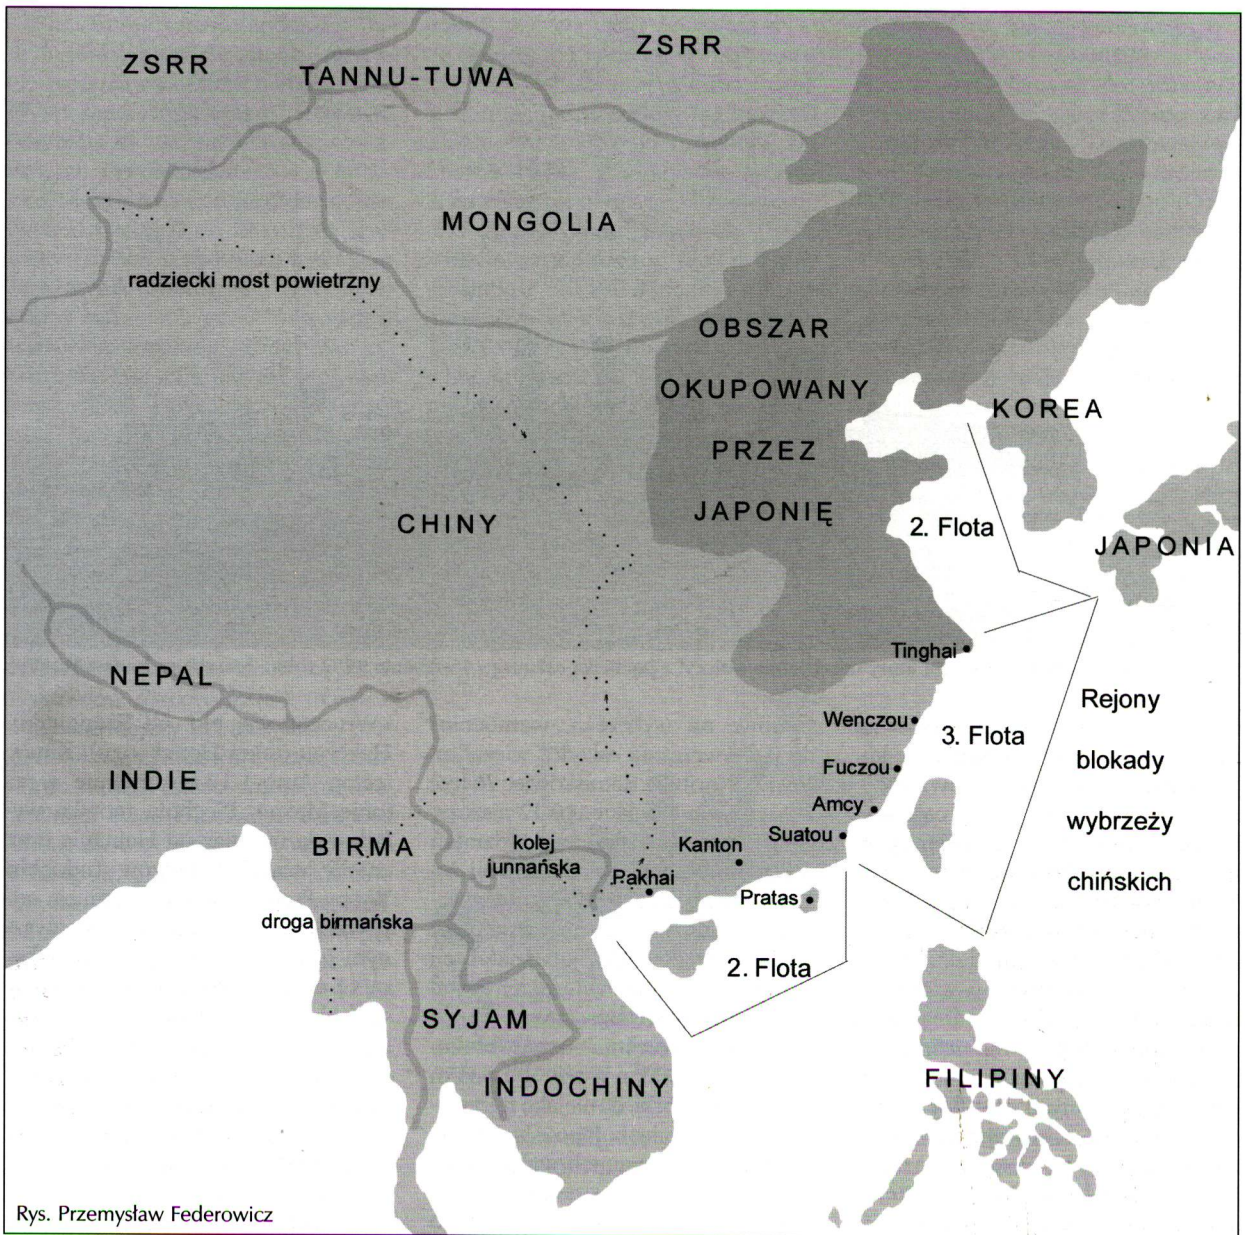 ZSRR
ZSRR
TANNU-TUWA
MONGOLIA
radziecki most powietrzny
OBSZAR
OKUPOWANY
PRZEZ
JAPONIĘ
KOREA
CHINY
2. Flota
JAPONIA
Tinghai
NEPAL
Wenczou
3. Flota
Rejony
blokady
wybrzeży
chińskich
INDIE
Fuczou
Amcy
Suatou
BIRMA
kolej
junnańska
Kanton
Pakhai
Pratas
droga birmańska
2. Flota
SYJAM
INDOCHINY
FILIPINY
Rys. Przemysław Federowicz